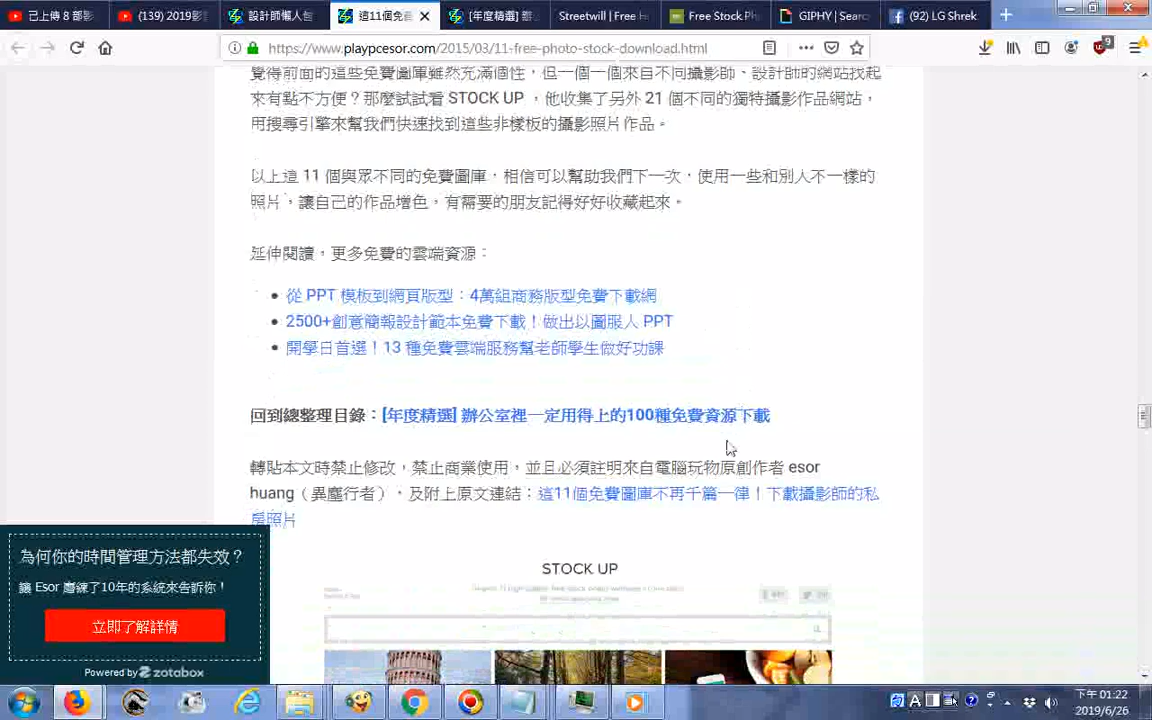 己上傳 8 部影
(139) 2019影
設計師懶人包
這11個免費
[年度精選] 辦
Streetwill | Free H
Free Stock Ph
GIPHY | Searc
(92) LG Shrek
https://www.playpcesor.com/2015/03/11-free-photo-stock-download.html
9
覺得前面的這些免費圖庫雖然充滿個性，但一個一個來自不同攝影師、設計師的網站找起
來有點不方便？那麼試試看 STOCK UP ，他收集了另外 21 個不同的獨特攝影作品網站，
用搜尋引擎來幫我們快速找到這些非樣板的攝影照片作品。
以上這 11 個與眾不同的免費圖庫，相信可以幫助我們下一次，使用一些和別人不一樣的
照片，讓自己的作品增色，有需要的朋友記得好好收藏起來。
延伸閱讀，更多免費的雲端資源：
從 PPT 模板到網頁版型：4萬組商務版型免費下載網
2500+創意簡報設計範本免費下載！做出以圖服人 PPT
開學日首選！13 種免費雲端服務幫老師學生做好功課
回到總整理目錄：[年度精選] 辦公室裡一定用得上的100種免費資源下載
轉貼本文時禁止修改，禁止商業使用，並且必須註明來自電腦玩物原創作者 esor
huang（異塵行者），及附上原文連結：這11個免費圖庫不再千篇一律！下載攝影師的私
房照片
為何你的時間管理方法都失效？
讓 Esor 磨練了10年的系統來告訴你！
立即了解詳情
Powered by zotabox
STOCK UP
下午 01:22
2019/6/26